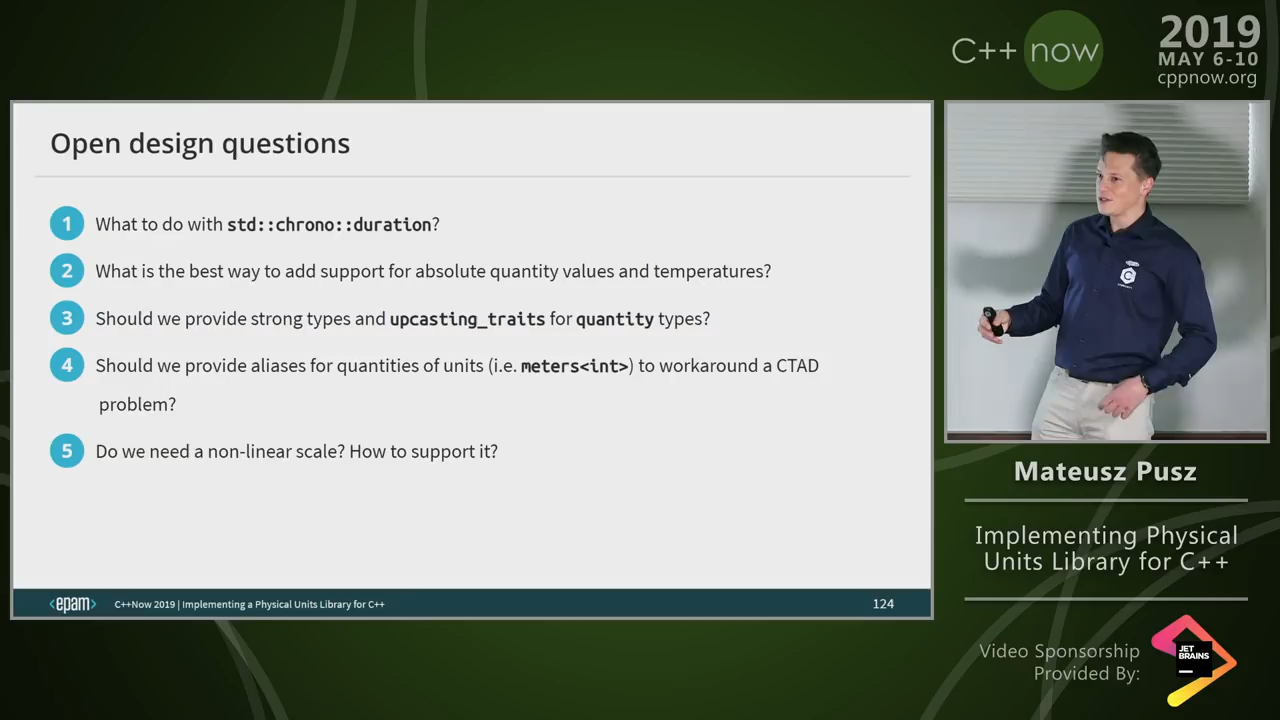 C++ now
2019
MAY 6-10
cppnow.org
Open design questions
1 What to do with std::chrono::duration?
2 What is the best way to add support for absolute quantity values and temperatures?
3 Should we provide strong types and upcasting_traits for quantity types?
4 Should we provide aliases for quantities of units (i.e. meters<int>) to workaround a CTAD
problem?
5 Do we need a non-linear scale? How to support it?
<epam> C++Now 2019 | Implementing a Physical Units Library for C++ 124
Mateusz Pusz
Implementing Physical
Units Library for C++
Video Sponsorship
Provided By:
JET
BRAINS